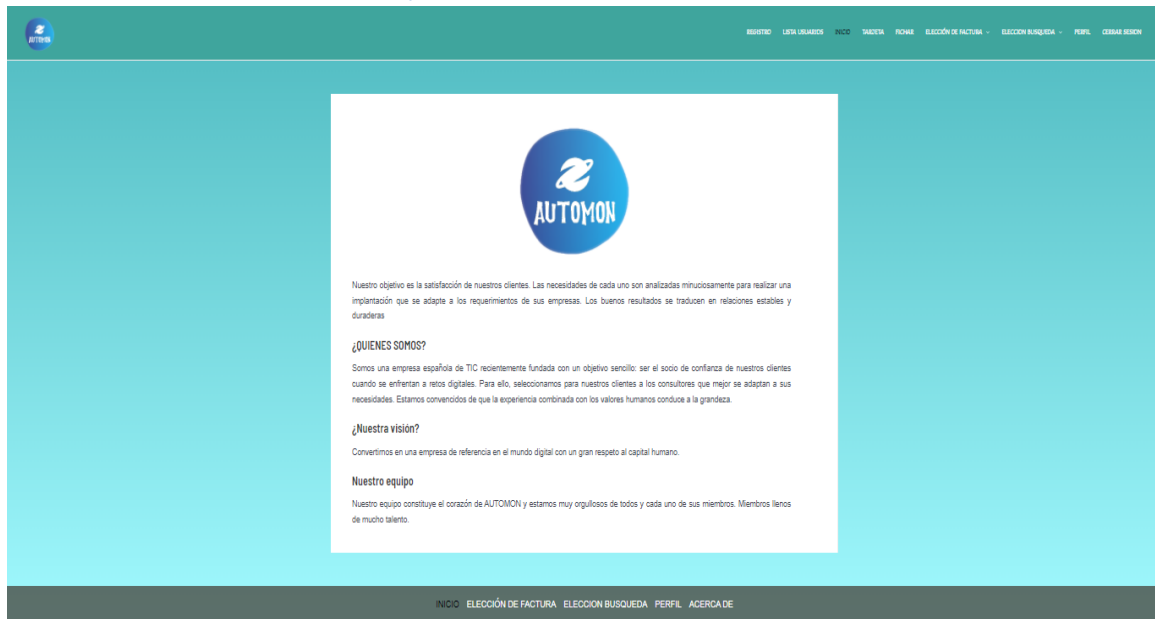 AUTOMON
REGISTRO LISTA USUARIOS INICIO TARJETA FICHAR ELECCIÓN DE FACTURA ELECCION BUSQUEDA PERFIL CERRAR SESION
AUTOMON
Nuestro objetivo es la satisfacción de nuestros clientes. Las necesidades de cada uno son analizadas minuciosamente para realizar una
implantación que se adapte a los requerimientos de sus empresas. Los buenos resultados se traducen en relaciones estables y
duraderas
¿QUIENES SOMOS?
Somos una empresa española de TIC recientemente fundada con un objetivo sencillo: ser el socio de confianza de nuestros clientes
cuando se enfrentan a retos digitales. Para ello, seleccionamos para nuestros clientes a los consultores que mejor se adaptan a sus
necesidades. Estamos convencidos de que la experiencia combinada con los valores humanos conduce a la grandeza.
¿Nuestra visión?
Convertirnos en una empresa de referencia en el mundo digital con un gran respeto al capital humano.
Nuestro equipo
Nuestro equipo constituye el corazón de AUTOMON y estamos muy orgullosos de todos y cada uno de sus miembros. Miembros llenos
de mucho talento.
INICIO ELECCIÓN DE FACTURA ELECCION BUSQUEDA PERFIL ACERCA DE